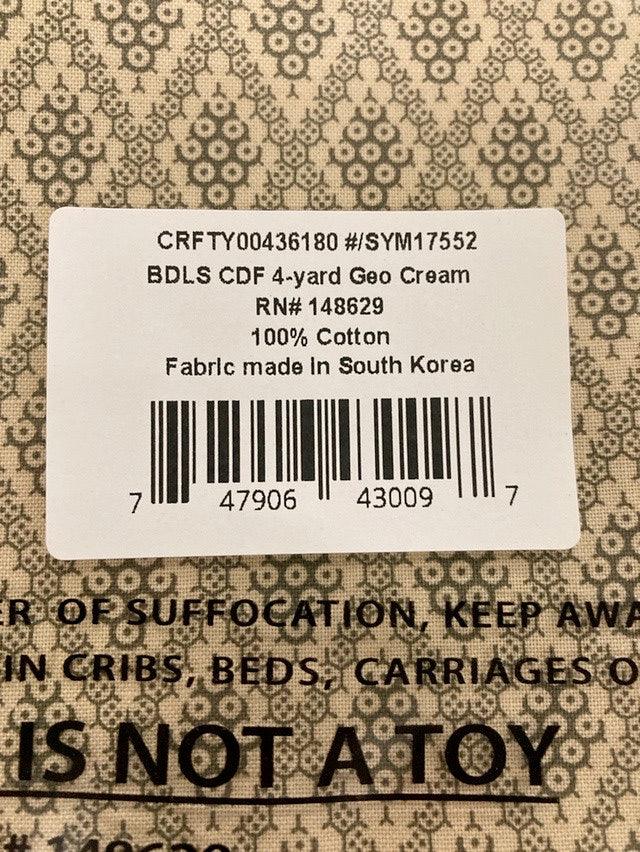 CRFTY00436180 #/SYM17552
BDLS CDF 4-yard Geo Cream
RN# 148629
100% Cotton
Fabric made in South Korea
7 47906 43009 7
OF SUFFOCATION, KEEP
IN CRIBS, BEDS, CARRIAGES
IS NOT A TOY